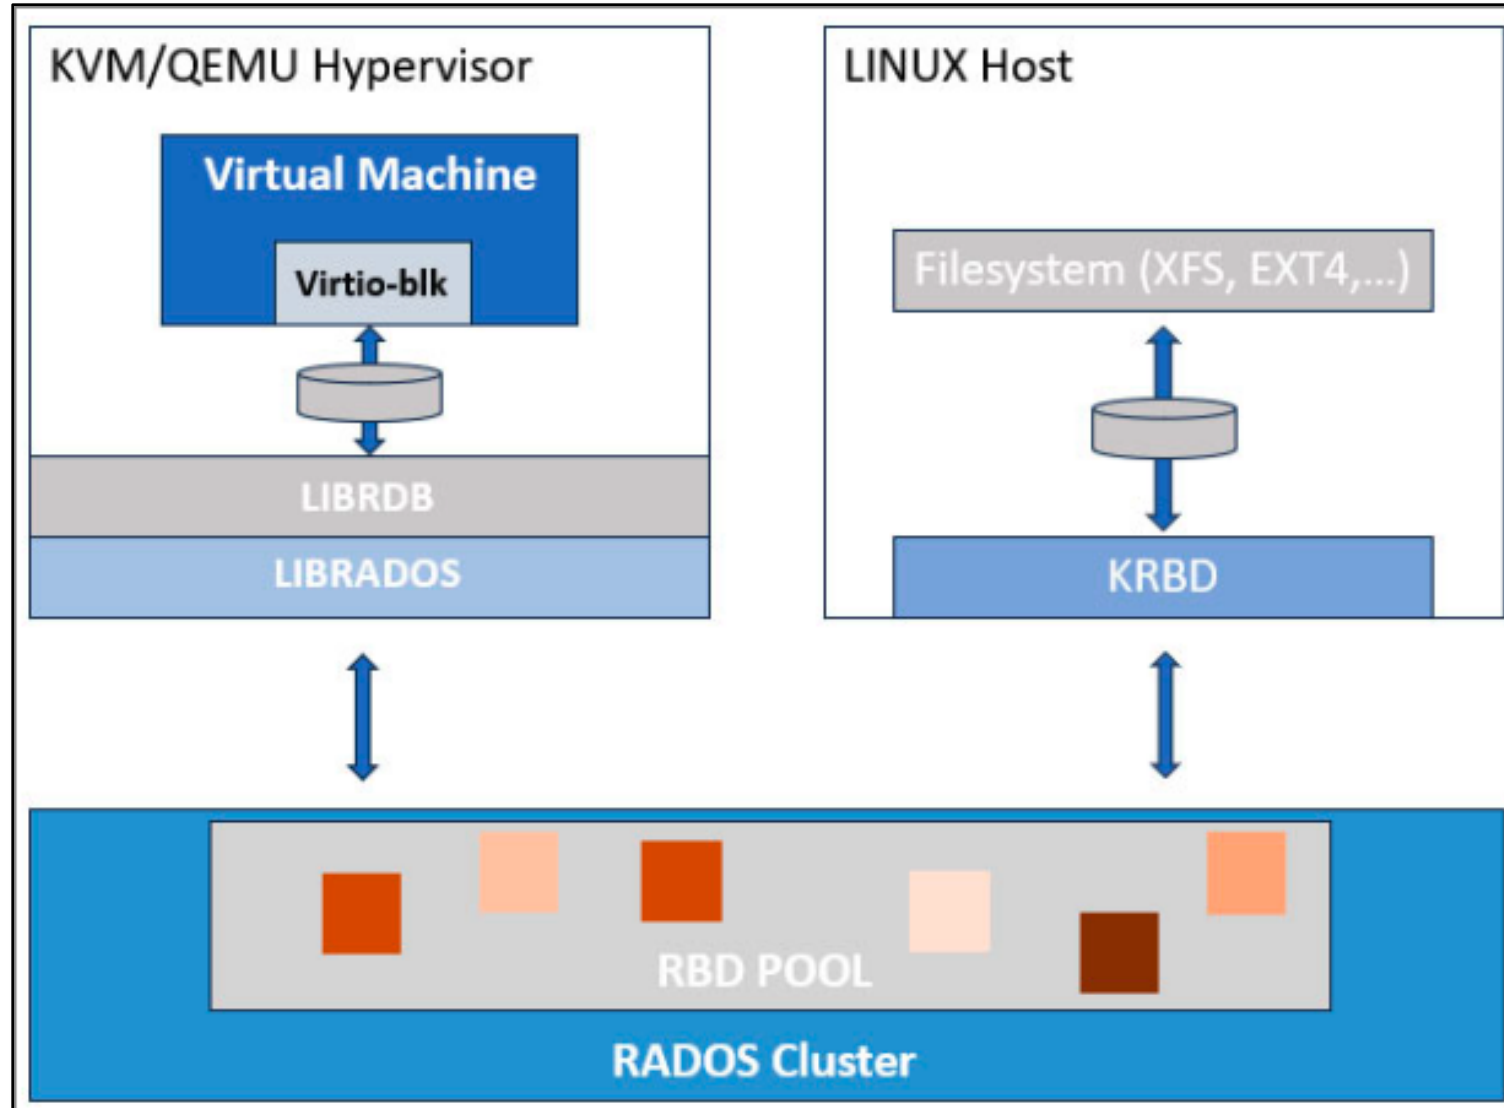 KVM/QEMU Hypervisor
Virtual Machine
Virtio-blk
LIBRDB
LIBRADOS
LINUX Host
Filesystem (XFS, EXT4,...)
KRBD
RBD POOL
RADOS Cluster